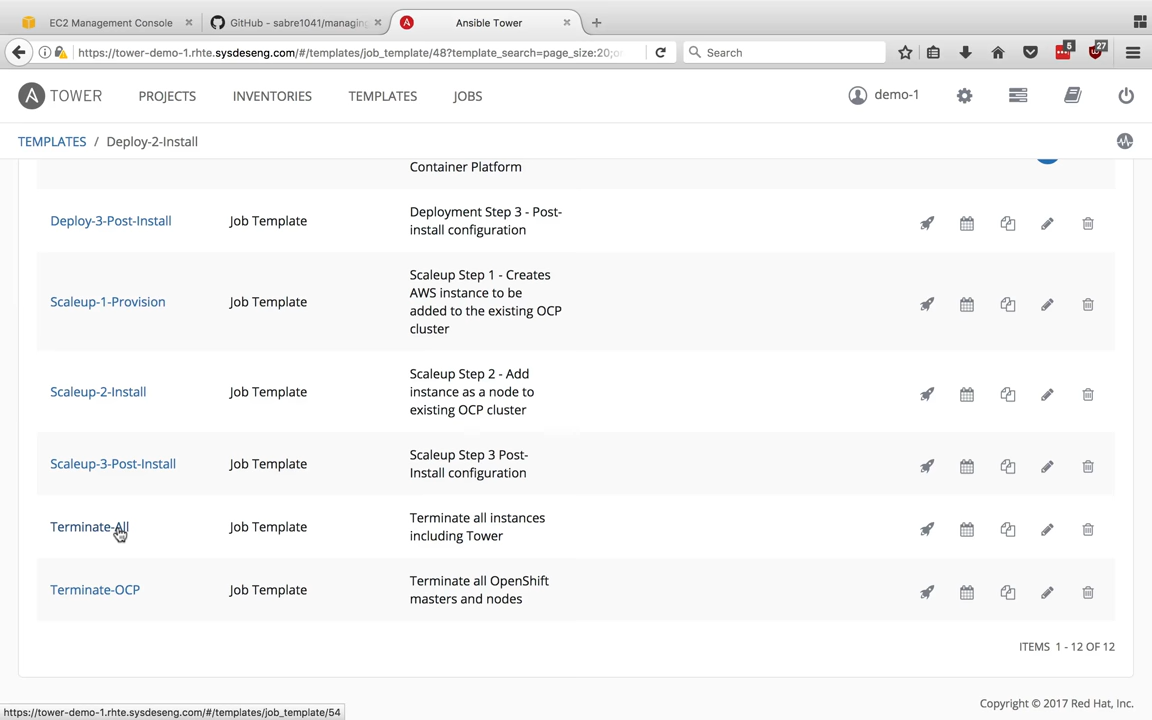 EC2 Management Console
GitHub - sabre1041/managing
Ansible Tower
https://tower-demo-1.rhte.sysdeseng.com/#/templates/job_template/48?template_search=page_size:20;o
Search
5
27
A TOWER
PROJECTS
INVENTORIES
TEMPLATES
JOBS
demo-1
TEMPLATES / Deploy-2-Install
Container Platform
Deploy-3-Post-Install
Job Template
Deployment Step 3 - Post-
install configuration
Scaleup-1-Provision
Job Template
Scaleup Step 1 - Creates
AWS instance to be
added to the existing OCP
cluster
Scaleup-2-Install
Job Template
Scaleup Step 2 - Add
instance as a node to
existing OCP cluster
Scaleup-3-Post-Install
Job Template
Scaleup Step 3 Post-
Install configuration
Terminate-All
Job Template
Terminate all instances
including Tower
Terminate-OCP
Job Template
Terminate all OpenShift
masters and nodes
ITEMS 1 - 12 OF 12
Copyright © 2017 Red Hat, Inc.
https://tower-demo-1.rhte.sysdeseng.com/#/templates/job_template/54